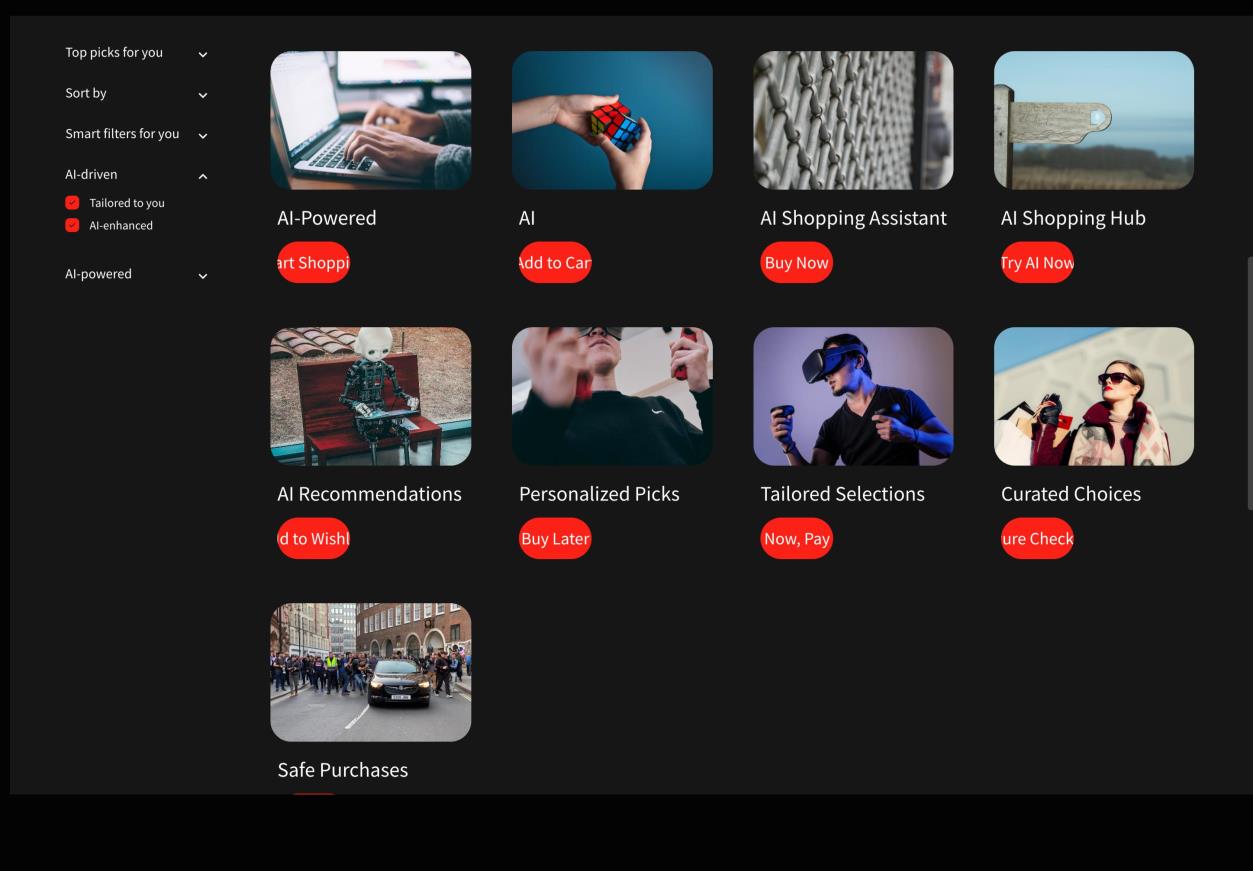 Top picks for you
Sort by
Smart filters for you
AI-driven
Tailored to you
AI-enhanced
AI-powered
AI-Powered
art Shoppi
AI
Add to Car
AI Shopping Assistant
Buy Now
AI Shopping Hub
Try AI Now
AI Recommendations
d to Wishl
Personalized Picks
Buy Later
Tailored Selections
Now, Pay
Curated Choices
ure Check
Safe Purchases